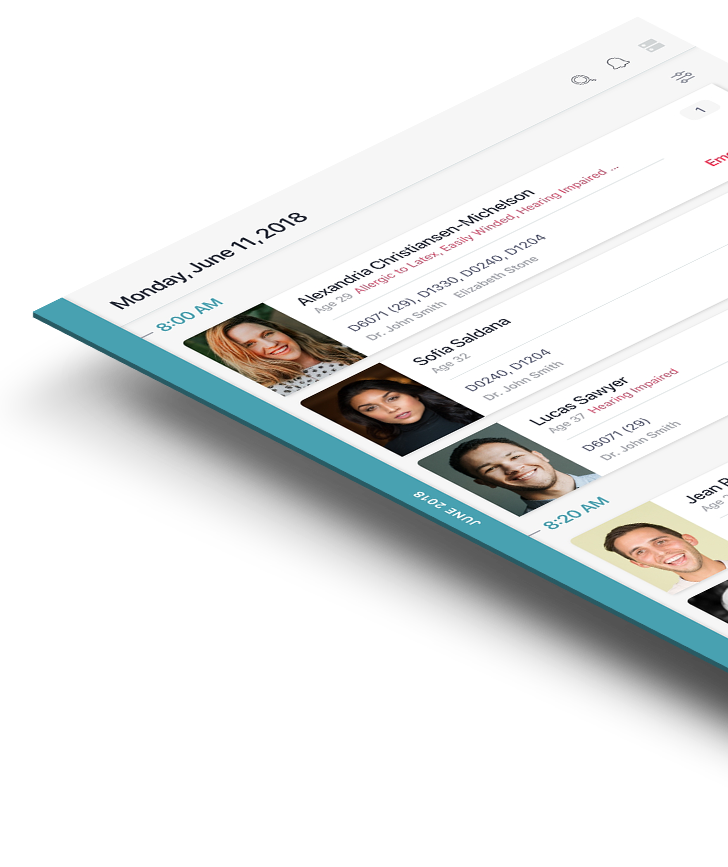 Monday, June 11, 2018
8:00 AM
1
Alexandria Christiansen-Michelson
Age 29 Allergic to Latex, Easily Winded, Hearing Impaired ...
D6071 (29), D1330, D0240, D1204
Dr. John Smith Elizabeth Stone
Sofia Saldana
Age 32
D0240, D1204
Dr. John Smith
Lucas Sawyer
Age 37 Hearing Impaired
D6071 (29)
Dr. John Smith
JUNE 2018
8:20 AM
Jean
Age